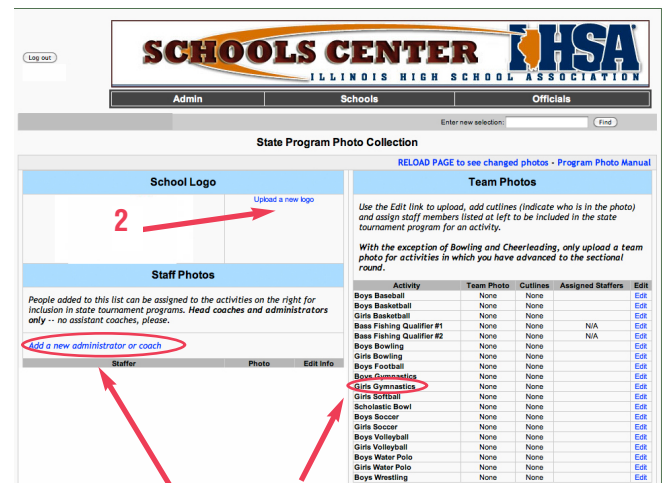 Log out
SCHOOLS CENTER
IHSA
ILLINOIS HIGH SCHOOL ASSOCIATION
Admin Schools Officials
Enter new selection: Find
State Program Photo Collection
RELOAD PAGE to see changed photos - Program Photo Manual
School Logo
2
Upload a new logo
Staff Photos
People added to this list can be assigned to the activities on the right for
inclusion in state tournament programs. Head coaches and administrators
only -- no assistant coaches, please.
Add a new administrator or coach
Staffer Photo Edit Info
Team Photos
Use the Edit link to upload, add cutlines (indicate who is in the photo)
and assign staff members listed at left to be included in the state
tournament program for an activity.
With the exception of Bowling and Cheerleading, only upload a team
photo for activities in which you have advanced to the sectional
round.
Activity Team Photo Cutlines Assigned Staffers Edit
Boys Baseball None None Edit
Boys Basketball None None Edit
Girls Basketball None None Edit
Bass Fishing Qualifier #1 None None N/A Edit
Bass Fishing Qualifier #2 None None N/A Edit
Boys Bowling None None Edit
Girls Bowling None None Edit
Boys Football None None Edit
Boys Gymnastics None None Edit
Girls Gymnastics None None Edit
Girls Softball None None Edit
Scholastic Bowl None None Edit
Boys Soccer None None Edit
Girls Soccer None None Edit
Boys Volleyball None None Edit
Girls Volleyball None None Edit
Boys Water Polo None None Edit
Girls Water Polo None None Edit
Boys Wrestling None None Edit